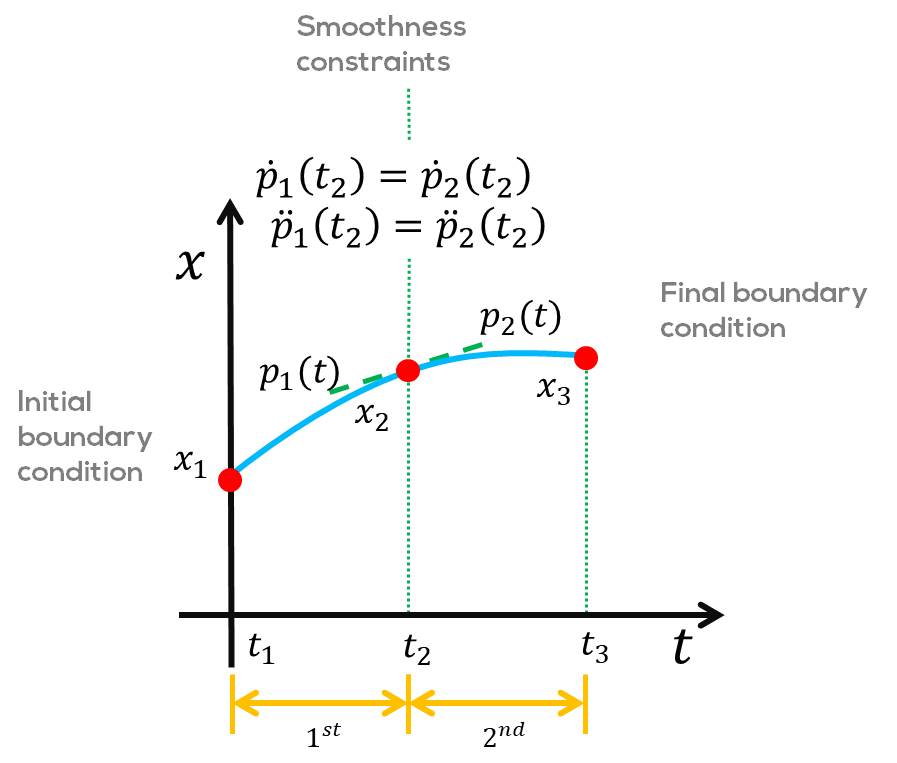 Smoothness
constraints
ṗ₁(t₂) = ṗ₂(t₂)
p̈₁(t₂) = p̈₂(t₂)
x
Final boundary
condition
p₂(t)
p₁(t)
x₃
x₂
Initial
boundary
condition
x₁
t₁
t₂
t₃
t
1ˢᵗ
2ⁿᵈ